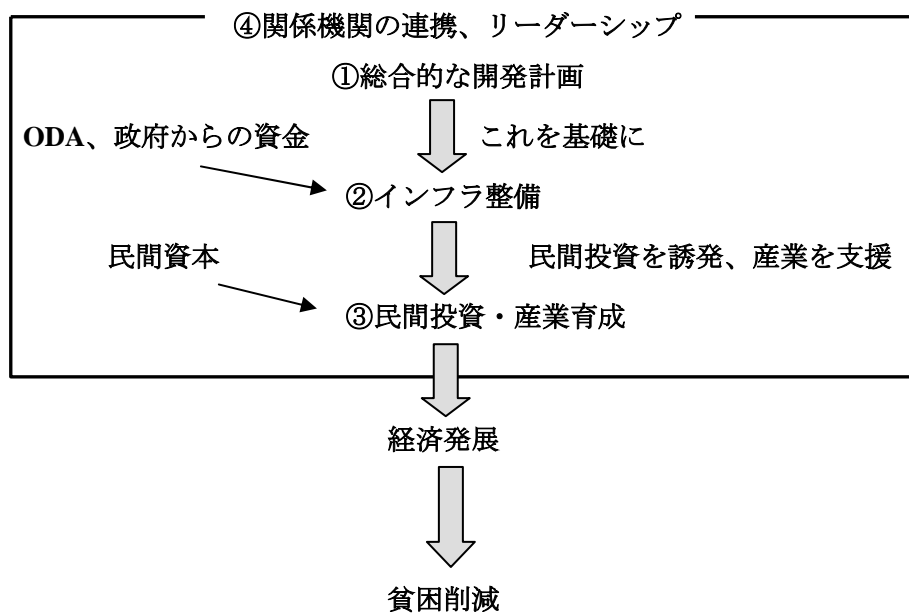 ④関係機関の連携、リーダーシップ
①総合的な開発計画
ODA、政府からの資金
これを基礎に
②インフラ整備
民間資本
民間投資を誘発、産業を支援
③民間投資・産業育成
経済発展
貧困削減